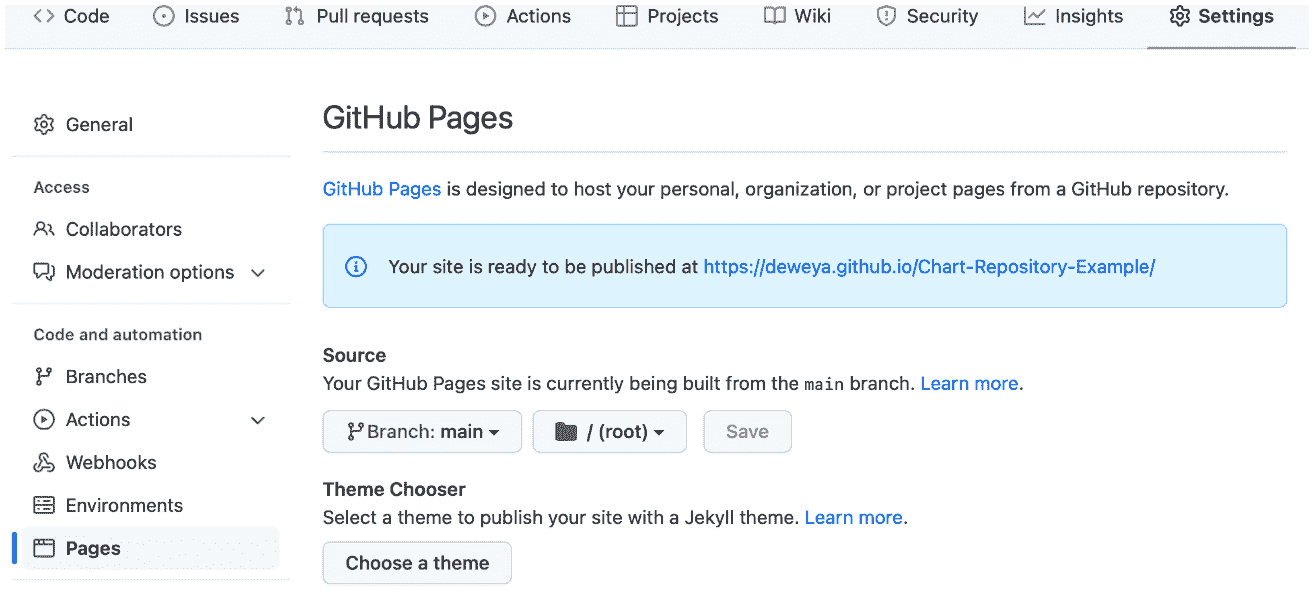 Code
Issues
Pull requests
Actions
Projects
Wiki
Security
Insights
Settings
General
Access
Collaborators
Moderation options
Code and automation
Branches
Actions
Webhooks
Environments
Pages
GitHub Pages
GitHub Pages is designed to host your personal, organization, or project pages from a GitHub repository.
Your site is ready to be published at https://deweya.github.io/Chart-Repository-Example/
Source
Your GitHub Pages site is currently being built from the main branch. Learn more.
Branch: main
/ (root)
Save
Theme Chooser
Select a theme to publish your site with a Jekyll theme. Learn more.
Choose a theme